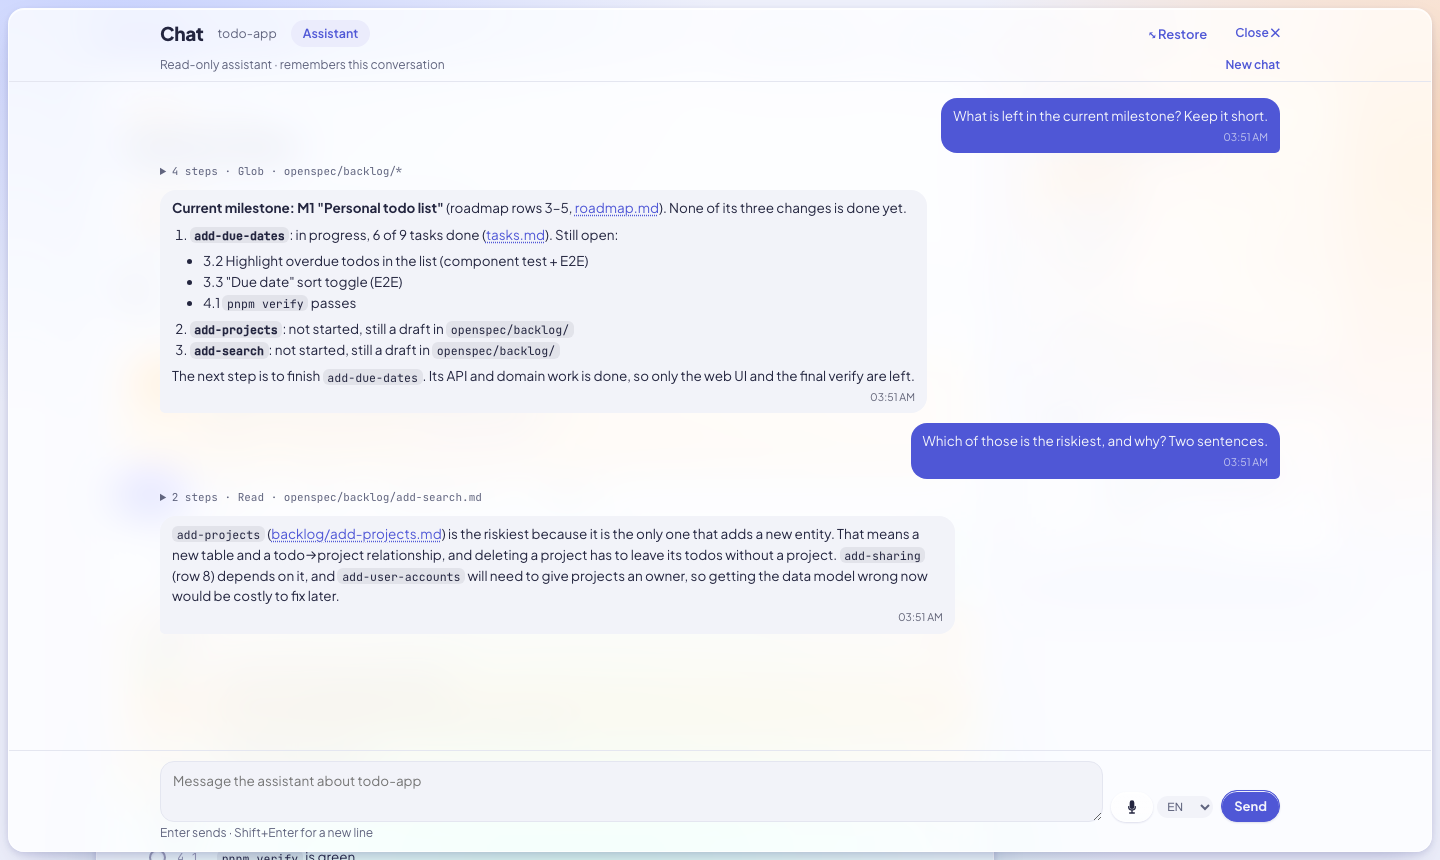 Chat todo-app Assistant
Restore Close
Read-only assistant · remembers this conversation
New chat
What is left in the current milestone? Keep it short.
03:51 AM
4 steps · Glob · openspec/backlog/*
Current milestone: M1 "Personal todo list" (roadmap rows 3–5, roadmap.md). None of its three changes is done yet.
1. add-due-dates : in progress, 6 of 9 tasks done (tasks.md). Still open:
• 3.2 Highlight overdue todos in the list (component test + E2E)
• 3.3 "Due date" sort toggle (E2E)
• 4.1 pnpm verify passes
2. add-projects : not started, still a draft in openspec/backlog/
3. add-search : not started, still a draft in openspec/backlog/
The next step is to finish add-due-dates. Its API and domain work is done, so only the web UI and the final verify are left.
03:51 AM
Which of those is the riskiest, and why? Two sentences.
03:51 AM
2 steps · Read · openspec/backlog/add-search.md
add-projects (backlog/add-projects.md) is the riskiest because it is the only one that adds a new entity. That means a
new table and a todo→project relationship, and deleting a project has to leave its todos without a project. add-sharing
(row 8) depends on it, and add-user-accounts will need to give projects an owner, so getting the data model wrong now
would be costly to fix later.
03:51 AM
Message the assistant about todo-app
EN
Send
Enter sends · Shift+Enter for a new line
4.1 pnpm verify is green